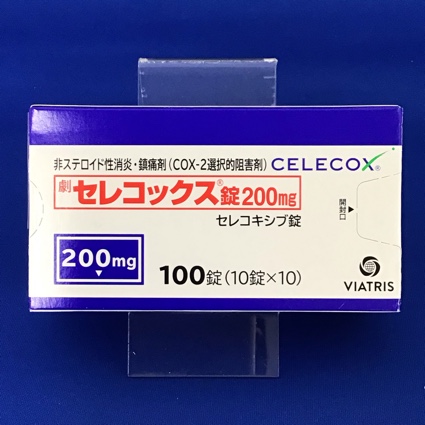 非ステロイド性消炎・鎮痛剤(COX-2選択的阻害剤) CELECOX®
劇 セレコックス®錠200mg
セレコキシブ錠
開封口
200mg
100錠(10錠×10)
VIATRIS